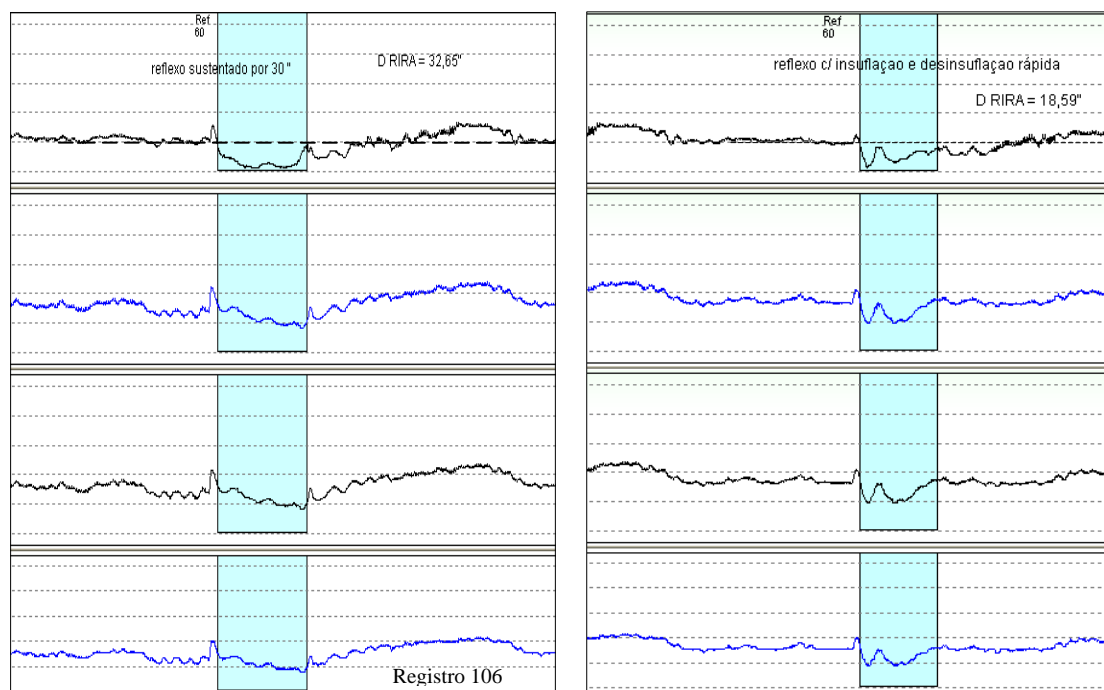 Ref
60
D RIRA = 32,65"
reflexo sustentado por 30 "
Registro 106
Ref
60
reflexo c/ insuflaçao e desinsuflaçao rápida
D RIRA = 18,59"